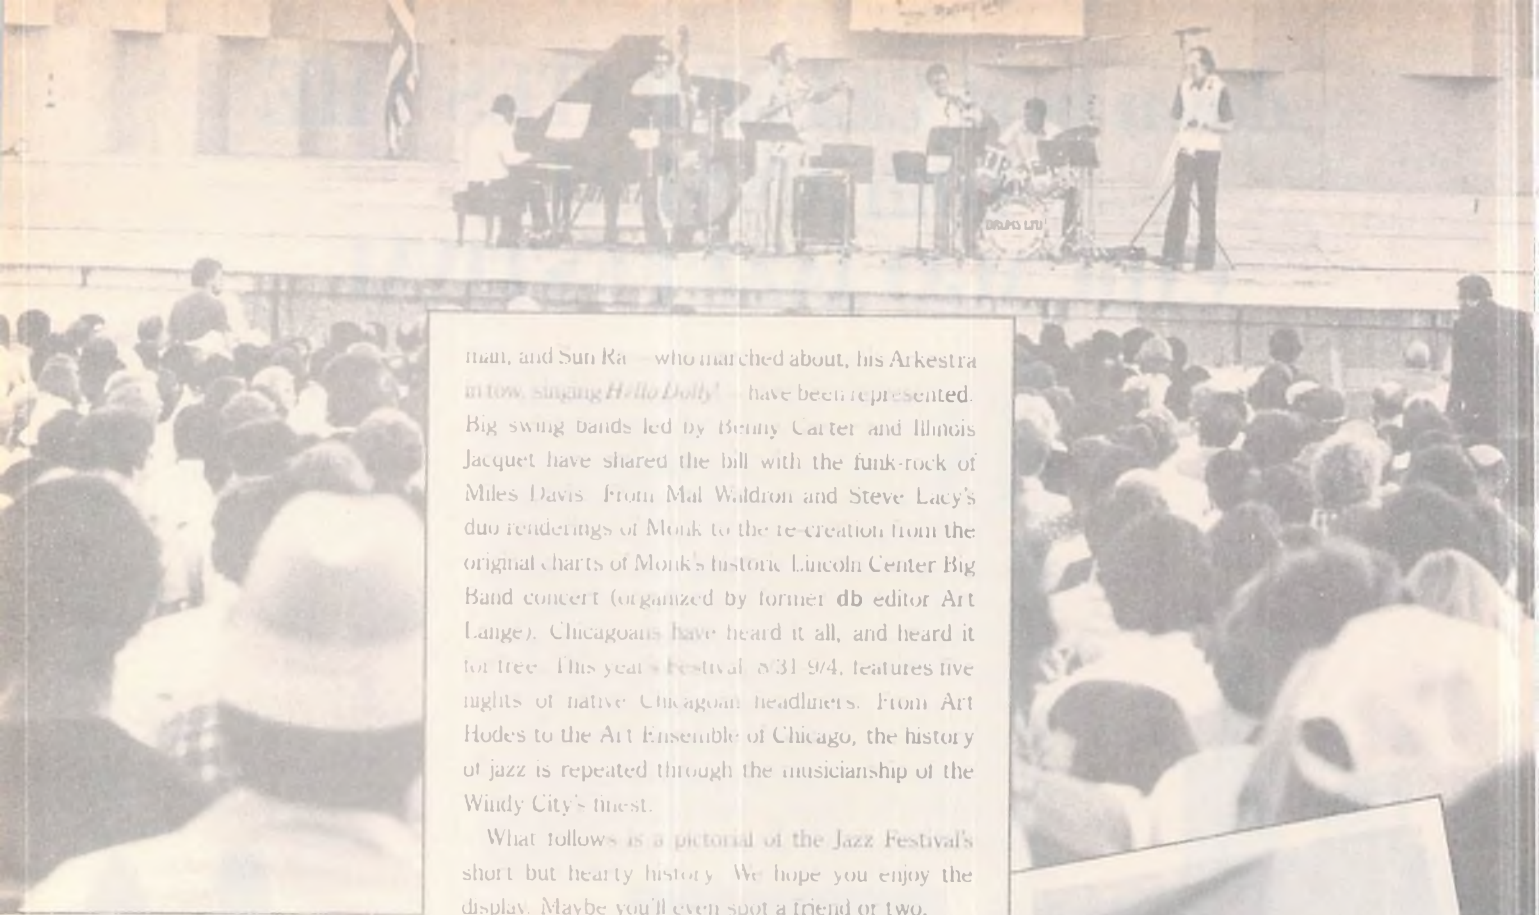 DRUMS LTD
man, and Sun Ra – who marched about, his Arkestra
in tow, singing Hello Dolly! – have been represented.
Big swing bands led by Benny Carter and Illinois
Jacquet have shared the bill with the funk-rock of
Miles Davis. From Mal Waldron and Steve Lacy's
duo renderings of Monk to the re-creation from the
original charts of Monk's historic Lincoln Center Big
Band concert (organized by former db editor Art
Lange), Chicagoans have heard it all, and heard it
for free. This year's Festival, 8/31-9/4, features five
nights of native Chicagoan headliners. From Art
Hodes to the Art Ensemble of Chicago, the history
of jazz is repeated through the musicianship of the
Windy City's finest.
What follows is a pictorial of the Jazz Festival's
short but hearty history. We hope you enjoy the
display. Maybe you'll even spot a friend or two.